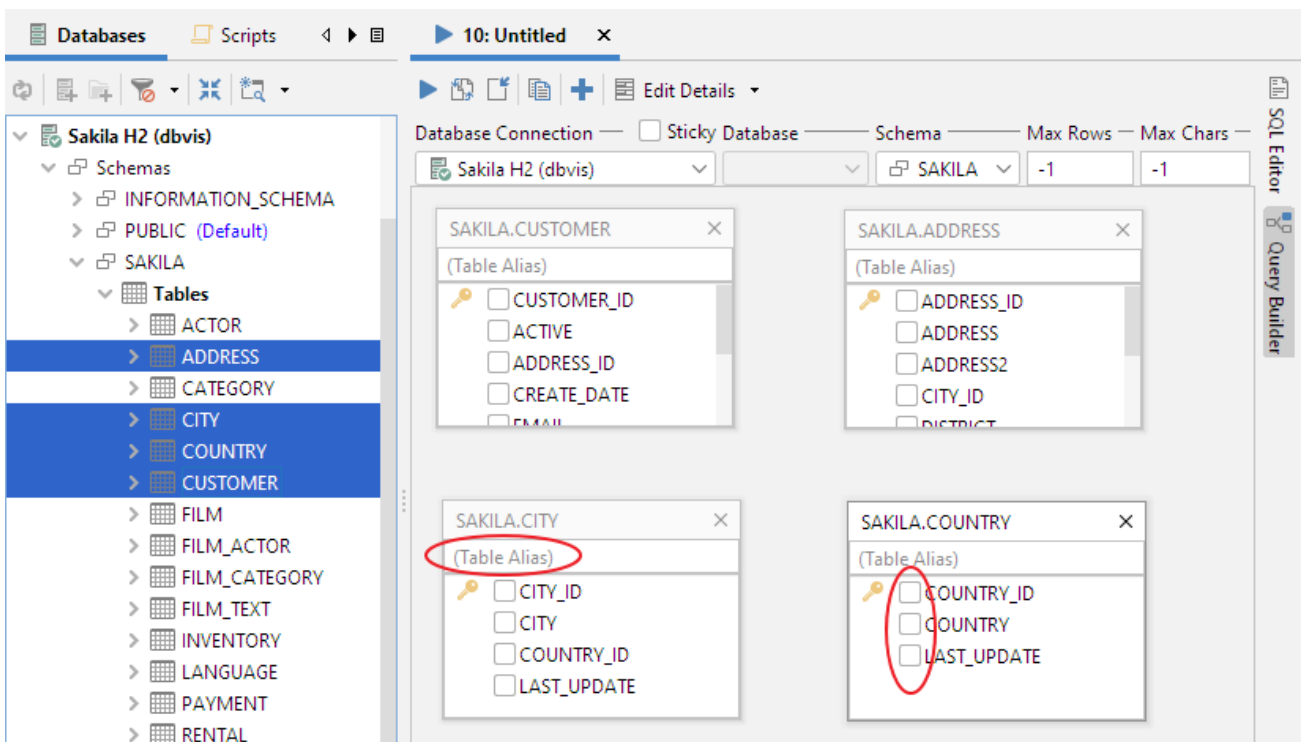 Databases
Scripts
10: Untitled
Edit Details
Database Connection
Sticky
Database
Schema
Max Rows
Max Chars
Sakila H2 (dbvis)
SAKILA
-1
-1
SQL Editor
Query Builder
Sakila H2 (dbvis)
Schemas
INFORMATION_SCHEMA
PUBLIC (Default)
SAKILA
Tables
ACTOR
ADDRESS
CATEGORY
CITY
COUNTRY
CUSTOMER
FILM
FILM_ACTOR
FILM_CATEGORY
FILM_TEXT
INVENTORY
LANGUAGE
PAYMENT
RENTAL
SAKILA.CUSTOMER
(Table Alias)
CUSTOMER_ID
ACTIVE
ADDRESS_ID
CREATE_DATE
EMAIL
SAKILA.ADDRESS
(Table Alias)
ADDRESS_ID
ADDRESS
ADDRESS2
CITY_ID
DISTRICT
SAKILA.CITY
(Table Alias)
CITY_ID
CITY
COUNTRY_ID
LAST_UPDATE
SAKILA.COUNTRY
(Table Alias)
COUNTRY_ID
COUNTRY
LAST_UPDATE